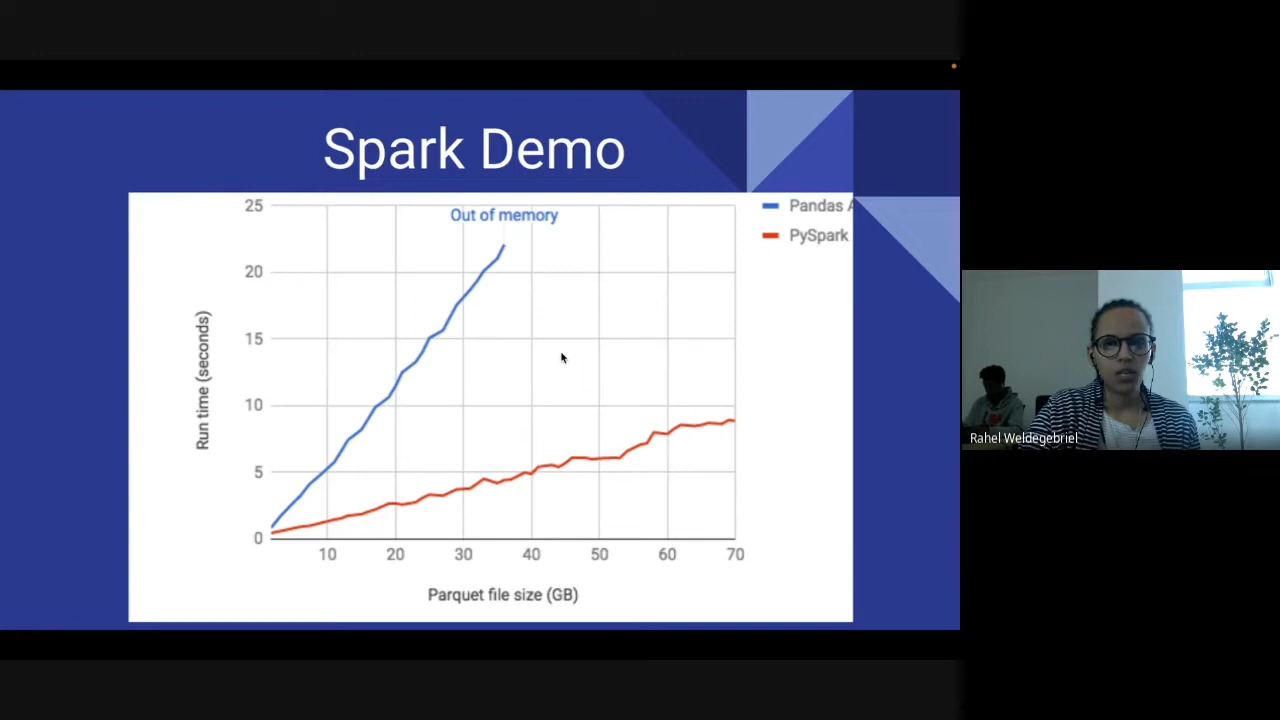 Spark Demo
25
20
15
10
5
0
Out of memory
Pandas A
PySpark
Run time (seconds)
10 20 30 40 50 60 70
Parquet file size (GB)
Rahel Weldegebriel